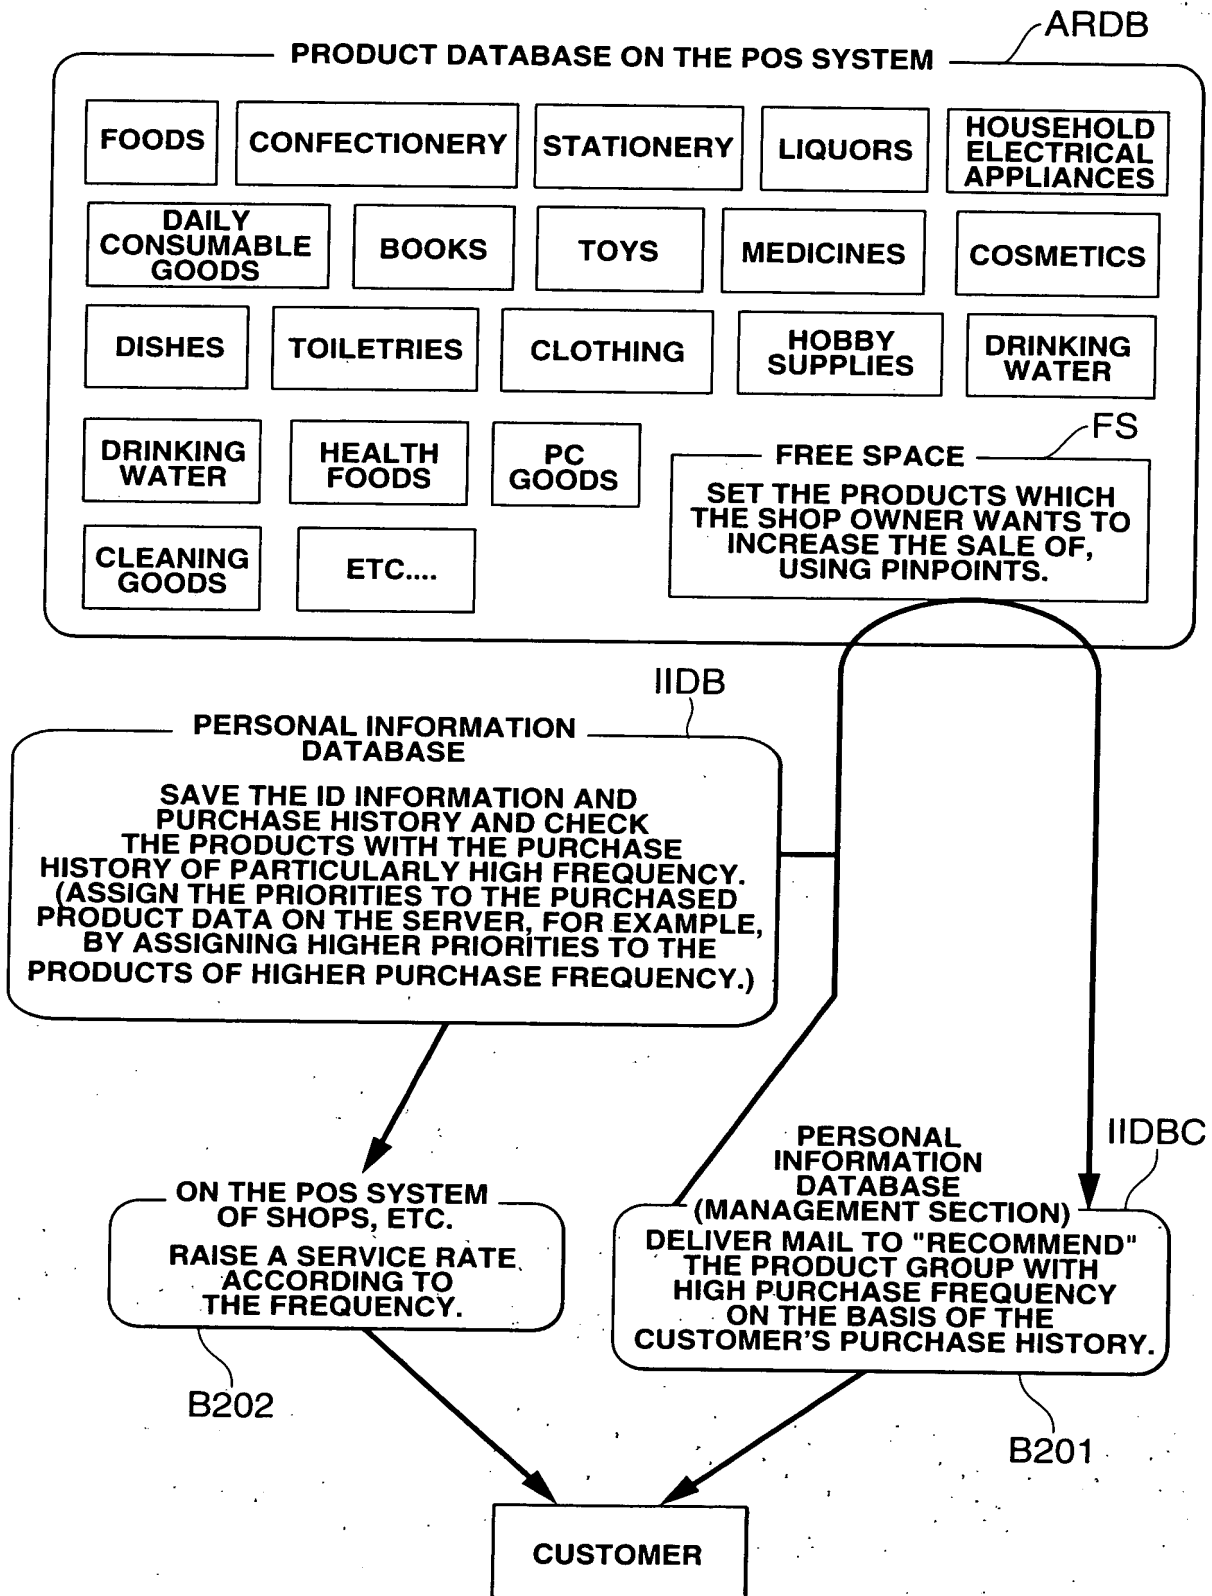 ARDB
PRODUCT DATABASE ON THE POS SYSTEM
FOODS
CONFECTIONERY
STATIONERY
LIQUORS
HOUSEHOLD
ELECTRICAL
APPLIANCES
DAILY
CONSUMABLE
GOODS
BOOKS
TOYS
MEDICINES
COSMETICS
DISHES
TOILETRIES
CLOTHING
HOBBY
SUPPLIES
DRINKING
WATER
DRINKING
WATER
HEALTH
FOODS
PC
GOODS
FS
FREE SPACE
SET THE PRODUCTS WHICH
THE SHOP OWNER WANTS TO
INCREASE THE SALE OF,
USING PINPOINTS.
CLEANING
GOODS
ETC....
IIDB
PERSONAL INFORMATION
DATABASE
SAVE THE ID INFORMATION AND
PURCHASE HISTORY AND CHECK
THE PRODUCTS WITH THE PURCHASE
HISTORY OF PARTICULARLY HIGH FREQUENCY.
(ASSIGN THE PRIORITIES TO THE PURCHASED
PRODUCT DATA ON THE SERVER, FOR EXAMPLE,
BY ASSIGNING HIGHER PRIORITIES TO THE
PRODUCTS OF HIGHER PURCHASE FREQUENCY.)
ON THE POS SYSTEM
OF SHOPS, ETC.
RAISE A SERVICE RATE
ACCORDING TO
THE FREQUENCY.
B202
IIDBC
PERSONAL
INFORMATION
DATABASE
(MANAGEMENT SECTION)
DELIVER MAIL TO "RECOMMEND"
THE PRODUCT GROUP WITH
HIGH PURCHASE FREQUENCY
ON THE BASIS OF THE
CUSTOMER'S PURCHASE HISTORY.
B201
CUSTOMER